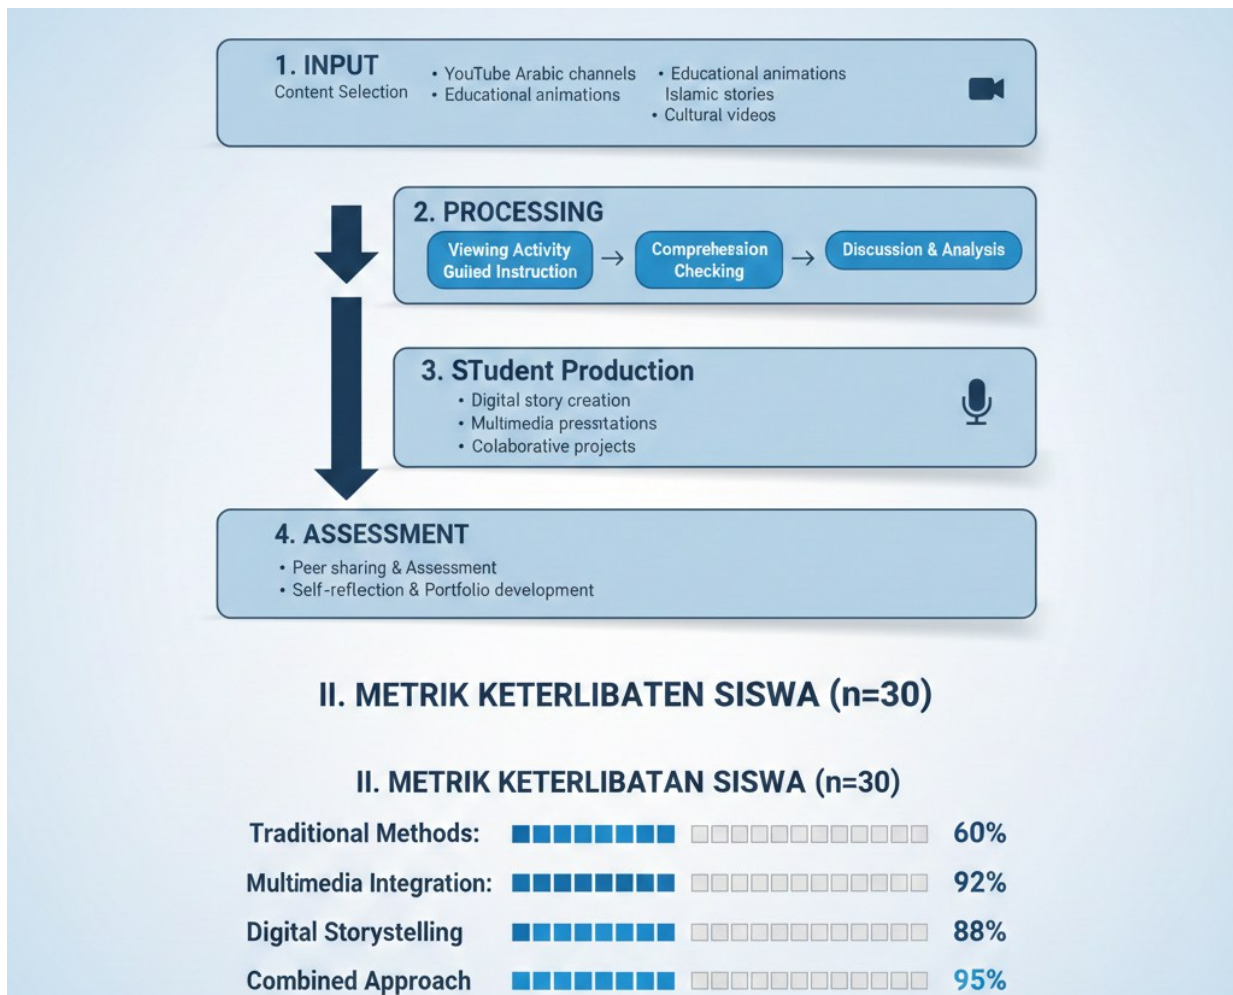 1. INPUT
Content Selection
• YouTube Arabic channels
• Educational animations
• Educational animations
Islamic stories
• Cultural videos
2. PROCESSING
Viewing Activity
Guiied Instruction
→
Comprehension
Checking
→
Discussion & Analysis
3. STudent Production
• Digital story creation
• Multimedia pressitations
• Colaborative projects
4. ASSESSMENT
• Peer sharing & Assessment
• Self-reflection & Portfolio development
II. METRIK KETERLIBATEN SISWA (n=30)
II. METRIK KETERLIBATAN SISWA (n=30)
Traditional Methods: 60%
Multimedia Integration: 92%
Digital Storystelling 88%
Combined Approach 95%